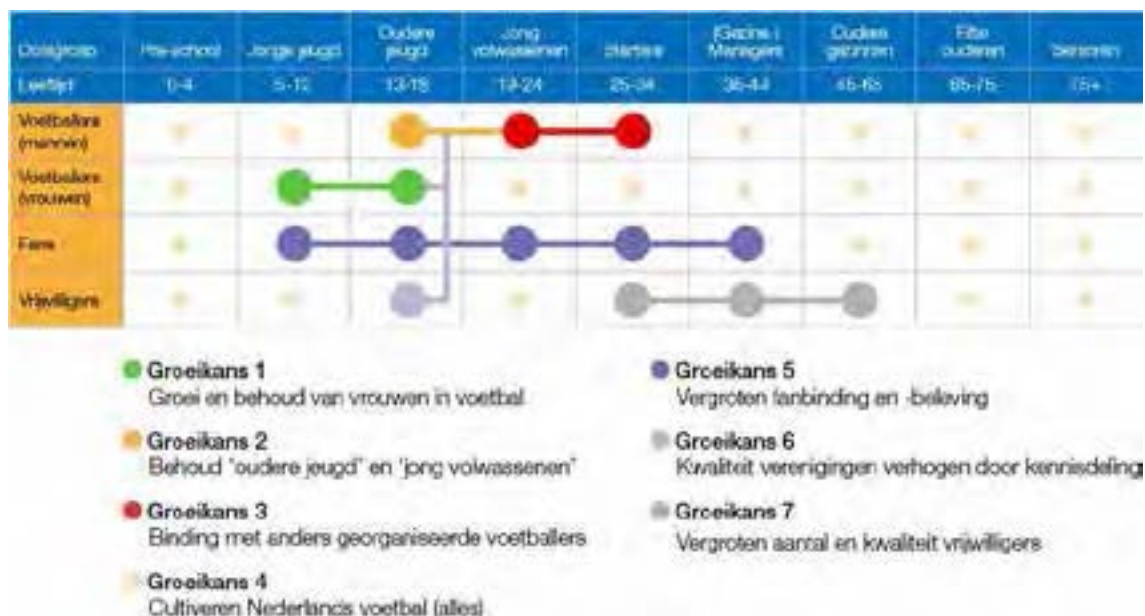 Doelgroep Pre-school Jonge jeugd Oudere jeugd Jong volwassenen Starters (Gezins-) Managers Oudere gezinnen Fitte ouderen Senioren
Leeftijd 0-4 5-12 13-18 19-24 25-34 35-44 45-65 65-75 75+
Voetballers
(mannen)
Voetballers
(vrouwen)
Fans
Vrijwilligers
Groeikans 1
Groei en behoud van vrouwen in voetbal
Groeikans 2
Behoud 'oudere jeugd' en 'jong volwassenen'
Groeikans 3
Binding met anders georganiseerde voetballers
Groeikans 4
Cultiveren Nederlands voetbal (alles)
Groeikans 5
Vergroten fanbinding en -beleving
Groeikans 6
Kwaliteit verenigingen verhogen door kennisdeling
Groeikans 7
Vergroten aantal en kwaliteit vrijwilligers